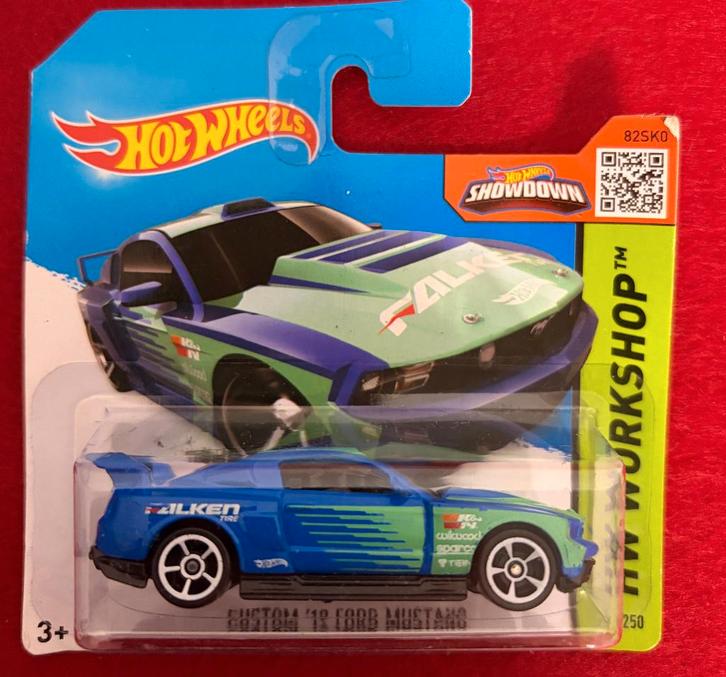 HOT WHEELS
82SK0
HOT WHEELS
SHOWDOWN
FALKEN
HW WORKSHOP™
FALKEN
TIRE
wilwood
sparco
CUSTOM '12 FORD MUSTANG
3+
250